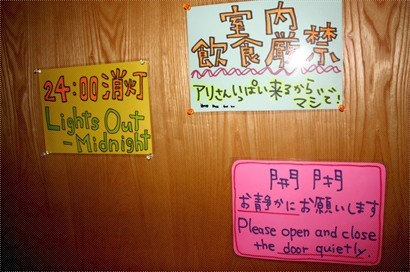 24:00 消灯
Lights Out
- Midnight
室内
飲食厳禁
アリさんいっぱい来るから
マジで!
開閉
お静かにお願いします
Please open and close
the door quietly.